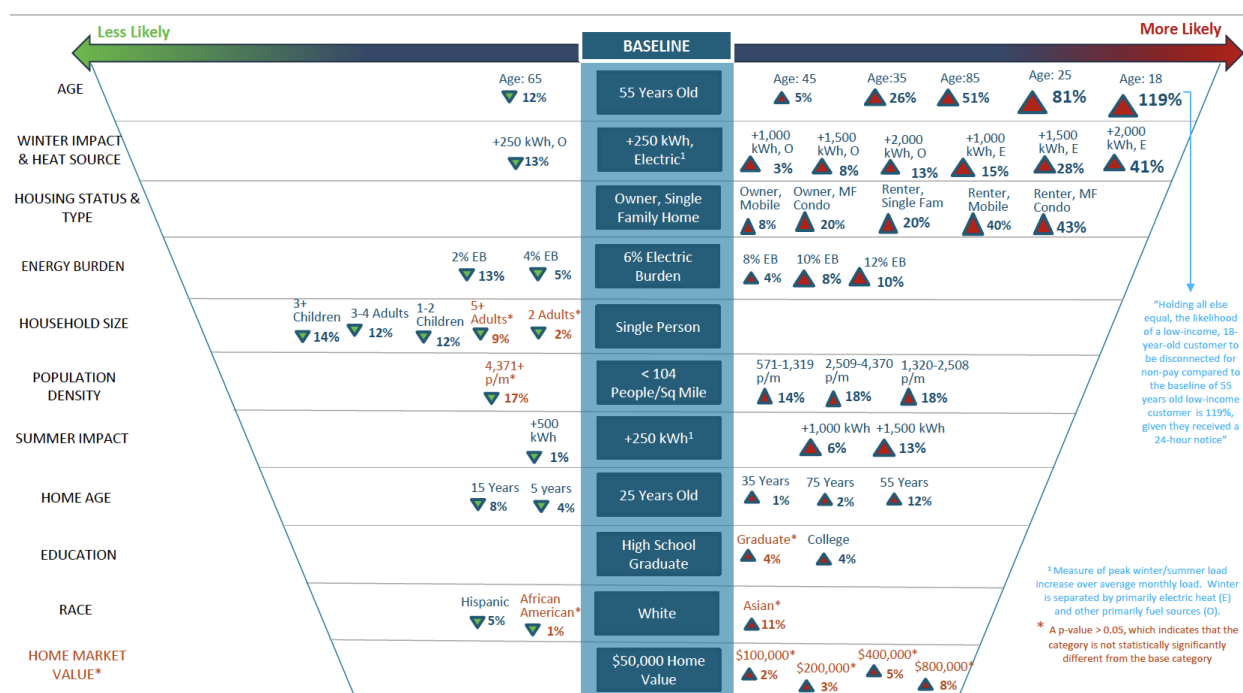 Less Likely
BASELINE
More Likely
AGE
Age: 65
12%
55 Years Old
Age: 45
5%
Age:35
26%
Age:85
51%
Age: 25
81%
Age: 18
119%
WINTER IMPACT
& HEAT SOURCE
+250 kWh, O
13%
+250 kWh,
Electric¹
+1,000
kWh, O
3%
+1,500
kWh, O
8%
+2,000
kWh, O
13%
+1,000
kWh, E
15%
+1,500
kWh, E
28%
+2,000
kWh, E
41%
HOUSING STATUS &
TYPE
Owner, Single
Family Home
Owner,
Mobile
8%
Owner, MF
Condo
20%
Renter,
Single Fam
20%
Renter,
Mobile
40%
Renter, MF
Condo
43%
ENERGY BURDEN
2% EB
13%
4% EB
5%
6% Electric
Burden
8% EB
4%
10% EB
8%
12% EB
10%
HOUSEHOLD SIZE
3+
Children
14%
3-4 Adults
12%
1-2
Children
12%
5+
Adults*
9%
2 Adults*
2%
Single Person
POPULATION
DENSITY
4,371+
p/m*
17%
< 104
People/Sq Mile
571-1,319
p/m
14%
2,509-4,370
p/m
18%
1,320-2,508
p/m
18%
SUMMER IMPACT
+500
kWh
1%
+250 kWh¹
+1,000 kWh
6%
+1,500 kWh
13%
HOME AGE
15 Years
8%
5 years
4%
25 Years Old
35 Years
1%
75 Years
2%
55 Years
12%
EDUCATION
High School
Graduate
Graduate*
4%
College
4%
RACE
Hispanic
5%
African
American*
1%
White
Asian*
11%
HOME MARKET
VALUE*
$50,000 Home
Value
$100,000*
2%
$200,000*
3%
$400,000*
5%
$800,000*
8%
"Holding all else
equal, the likelihood
of a low-income, 18-
year-old customer to
be disconnected for
non-pay compared to
the baseline of 55
years old low-income
customer is 119%,
given they received a
24-hour notice"
¹ Measure of peak winter/summer load
increase over average monthly load. Winter
is separated by primarily electric heat (E)
and other primarily fuel sources (O).
* A p-value > 0.05, which indicates that the
category is not statistically significantly
different from the base category